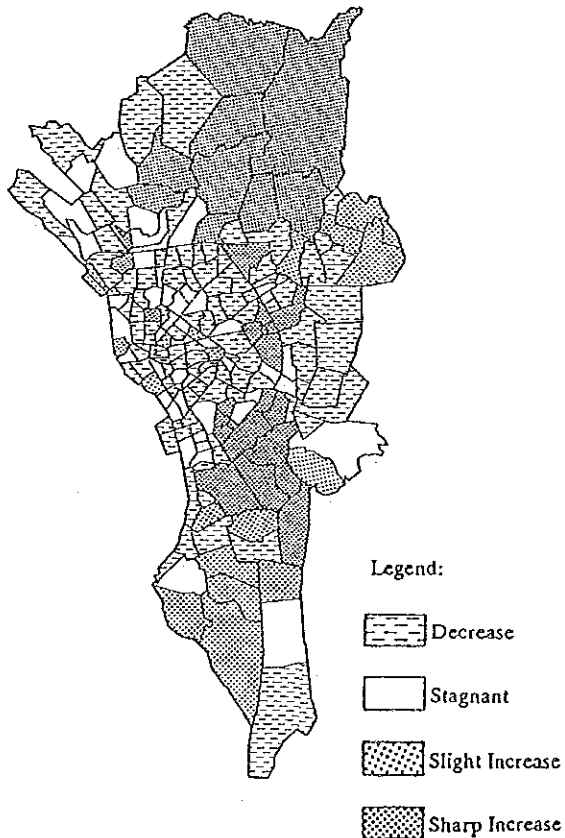 Legend:
Decrease
Stagnant
Slight Increase
Sharp Increase